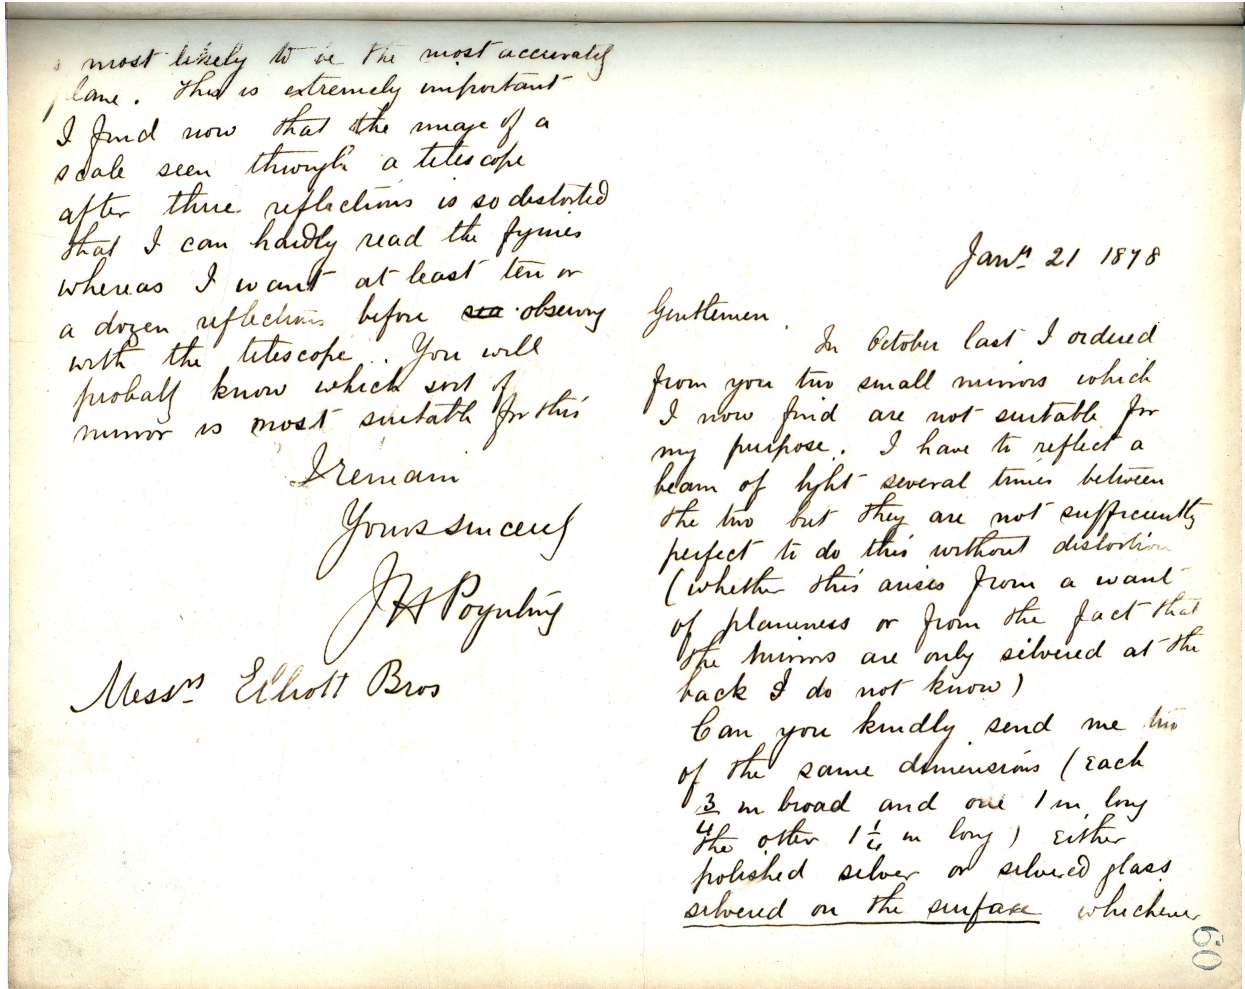 Janʳʸ 21 1878
Gentlemen.
In October last I ordered
from you two small mirrors which
I now find are not suitable for
my purpose. I have to reflect a
beam of light several times between
the two but they are not sufficiently
perfect to do this without distortion
(whether this arises from a want
of planeness or from the fact that
the mirrors are only silvered at the
back I do not know)
Can you kindly send me two
of the same dimensions (each
3/4 in broad and one 1 in long
the other 1 1/4 in long) either
polished silver or silvered glass
silvered on the surface whichever
60
is most likely to be the most accurately
plane. This is extremely important
I find now that the image of a
scale seen through a telescope
after three reflections is so distorted
that I can hardly read the figures
whereas I want at least ten or
a dozen reflections before observing
with the telescope. You will
probably know which sort of
mirror is most suitable for this
I remain
Yours sincerely
JH Poynting
Messʳˢ Elliott Bros